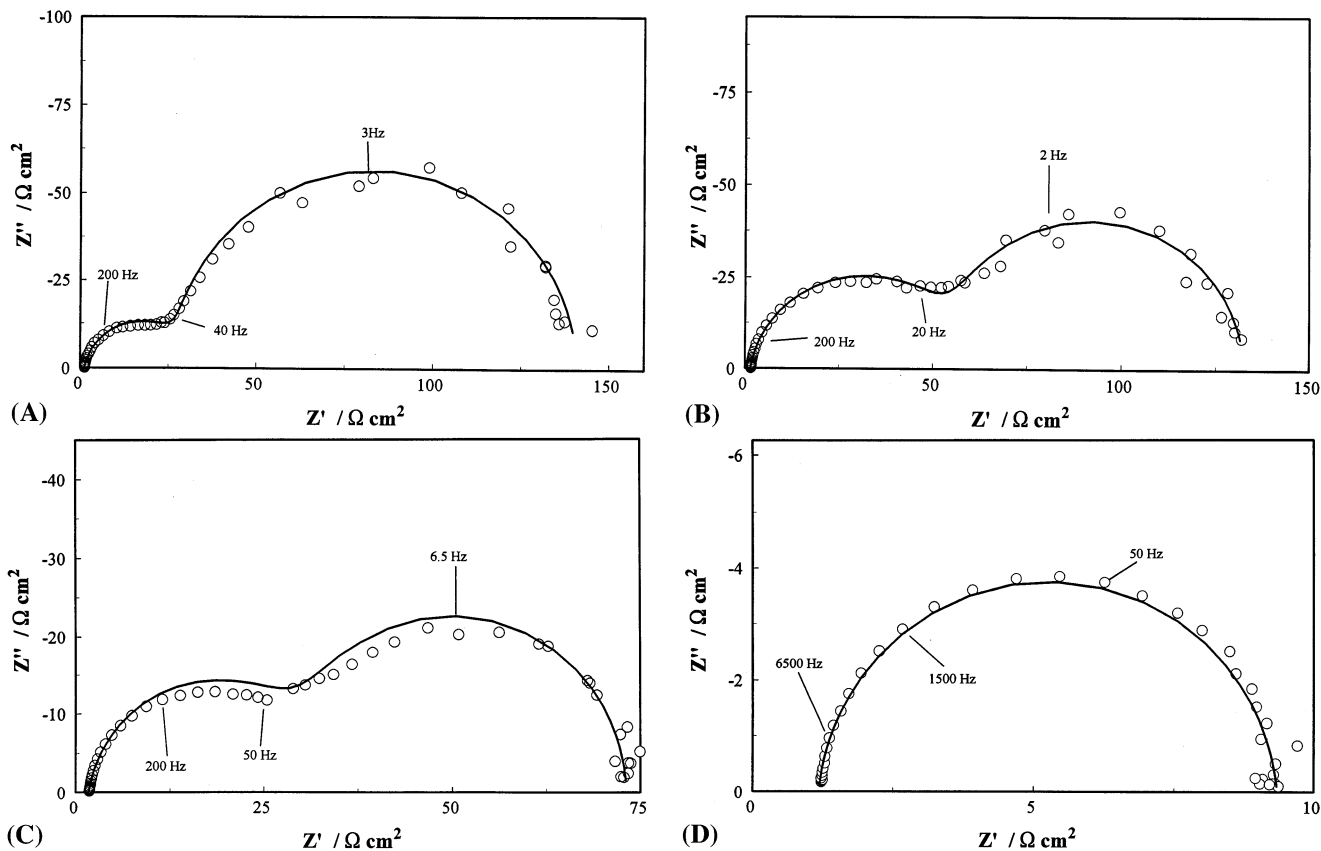 -100
-75
-50
-25
0
Z'' / Ω cm²
3Hz
200 Hz
40 Hz
0
50
100
150
Z' / Ω cm²
(A)
-75
-50
-25
0
Z'' / Ω cm²
2 Hz
20 Hz
200 Hz
0
50
100
150
Z' / Ω cm²
(B)
-40
-30
-20
-10
0
Z'' / Ω cm²
6.5 Hz
200 Hz
50 Hz
0
25
50
75
Z' / Ω cm²
(C)
-6
-4
-2
0
Z'' / Ω cm²
50 Hz
6500 Hz
1500 Hz
0
5
10
Z' / Ω cm²
(D)